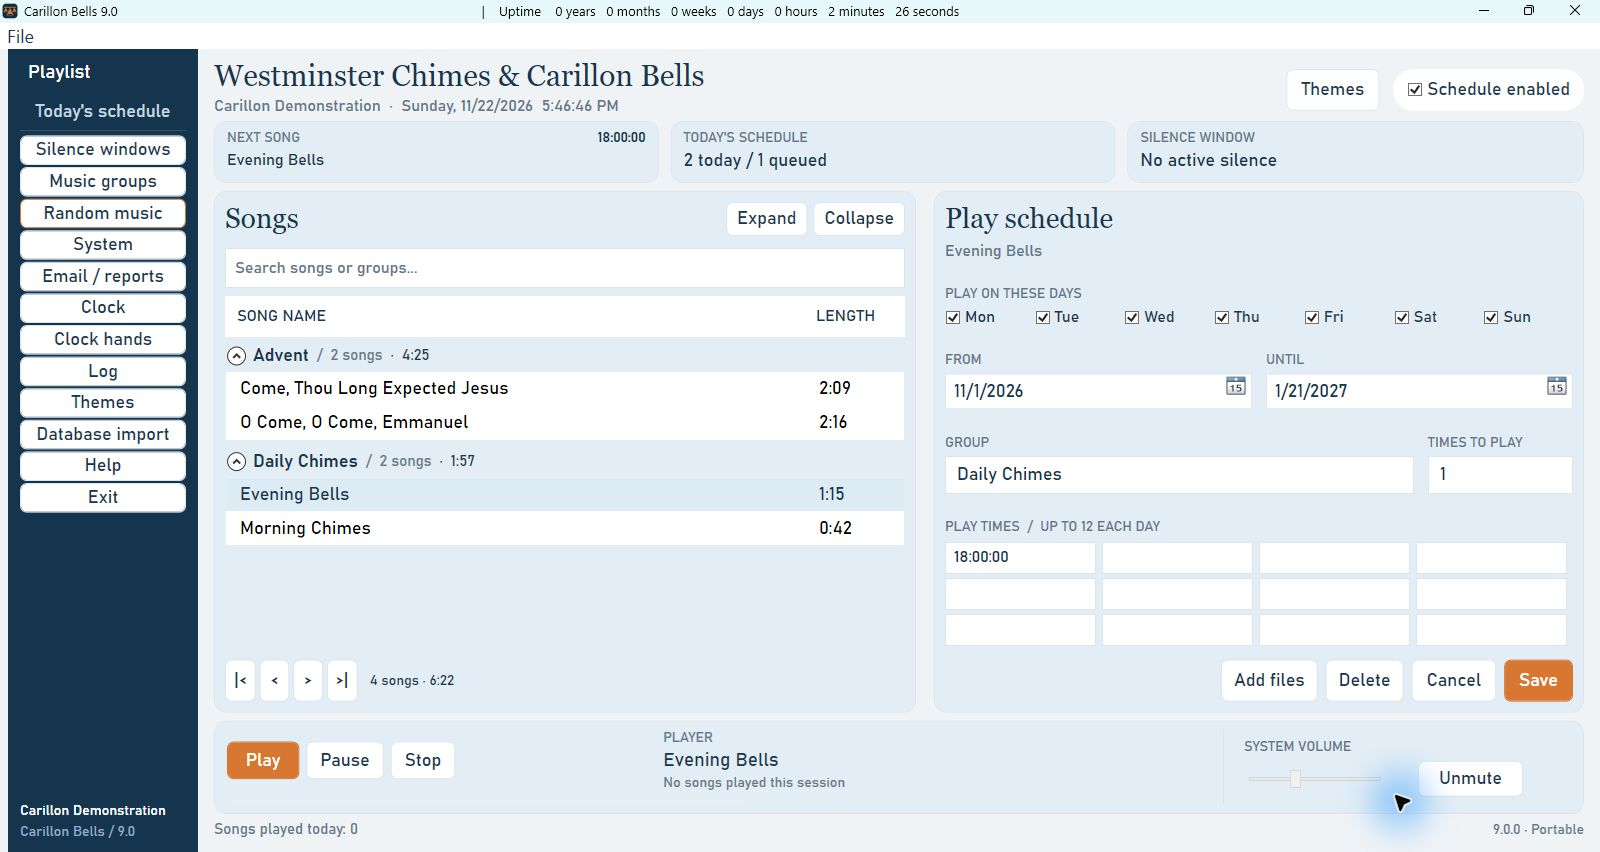 Carillon Bells 9.0
| Uptime 0 years 0 months 0 weeks 0 days 0 hours 2 minutes 26 seconds
File
Playlist
Today's schedule
Silence windows
Music groups
Random music
System
Email / reports
Clock
Clock hands
Log
Themes
Database import
Help
Exit
Carillon Demonstration
Carillon Bells / 9.0
Westminster Chimes & Carillon Bells
Carillon Demonstration · Sunday, 11/22/2026 5:46:46 PM
Themes
Schedule enabled
NEXT SONG 18:00:00
Evening Bells
TODAY'S SCHEDULE
2 today / 1 queued
SILENCE WINDOW
No active silence
Songs
Expand Collapse
Search songs or groups...
SONG NAME LENGTH
Advent / 2 songs · 4:25
Come, Thou Long Expected Jesus 2:09
O Come, O Come, Emmanuel 2:16
Daily Chimes / 2 songs · 1:57
Evening Bells 1:15
Morning Chimes 0:42
|< < > >| 4 songs · 6:22
Play schedule
Evening Bells
PLAY ON THESE DAYS
Mon Tue Wed Thu Fri Sat Sun
FROM UNTIL
11/1/2026 15 1/21/2027 15
GROUP TIMES TO PLAY
Daily Chimes 1
PLAY TIMES / UP TO 12 EACH DAY
18:00:00
Add files Delete Cancel Save
Play Pause Stop
PLAYER
Evening Bells
No songs played this session
SYSTEM VOLUME
Unmute
Songs played today: 0
9.0.0 · Portable